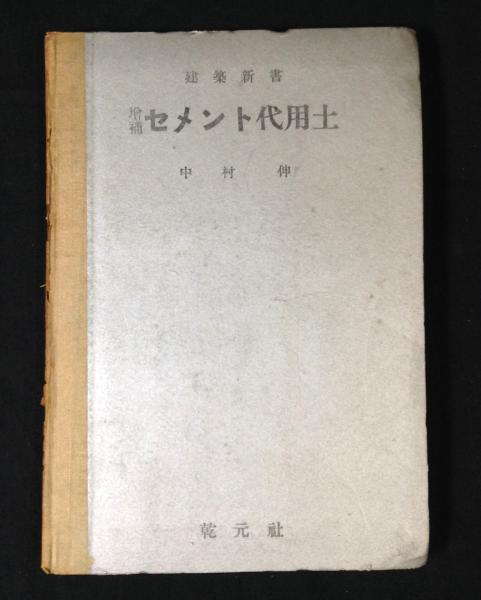 建築新書
増補 セメント代用土
中村 伸
乾元社